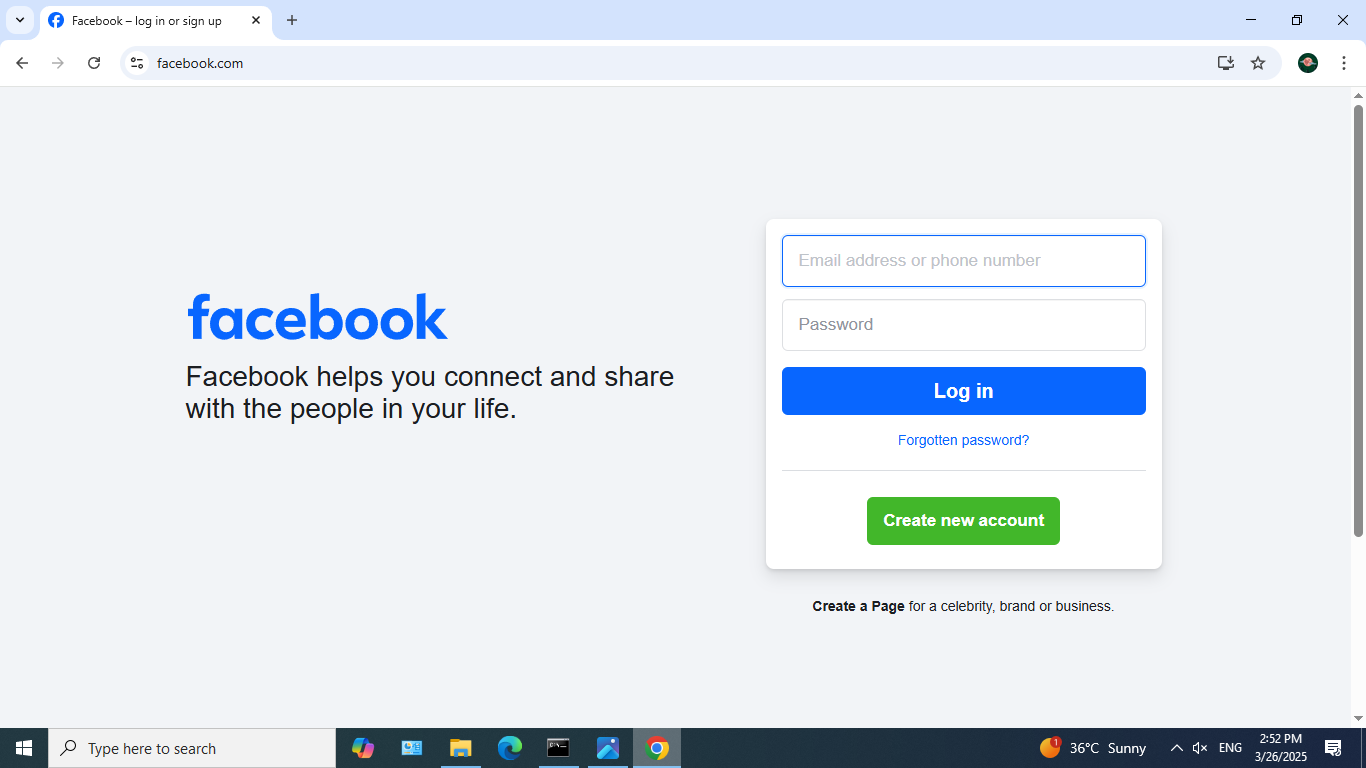 Facebook – log in or sign up
facebook.com
facebook
Facebook helps you connect and share
with the people in your life.
Email address or phone number
Password
Log in
Forgotten password?
Create new account
Create a Page for a celebrity, brand or business.
Type here to search
1
36°C Sunny
ENG
2:52 PM
3/26/2025